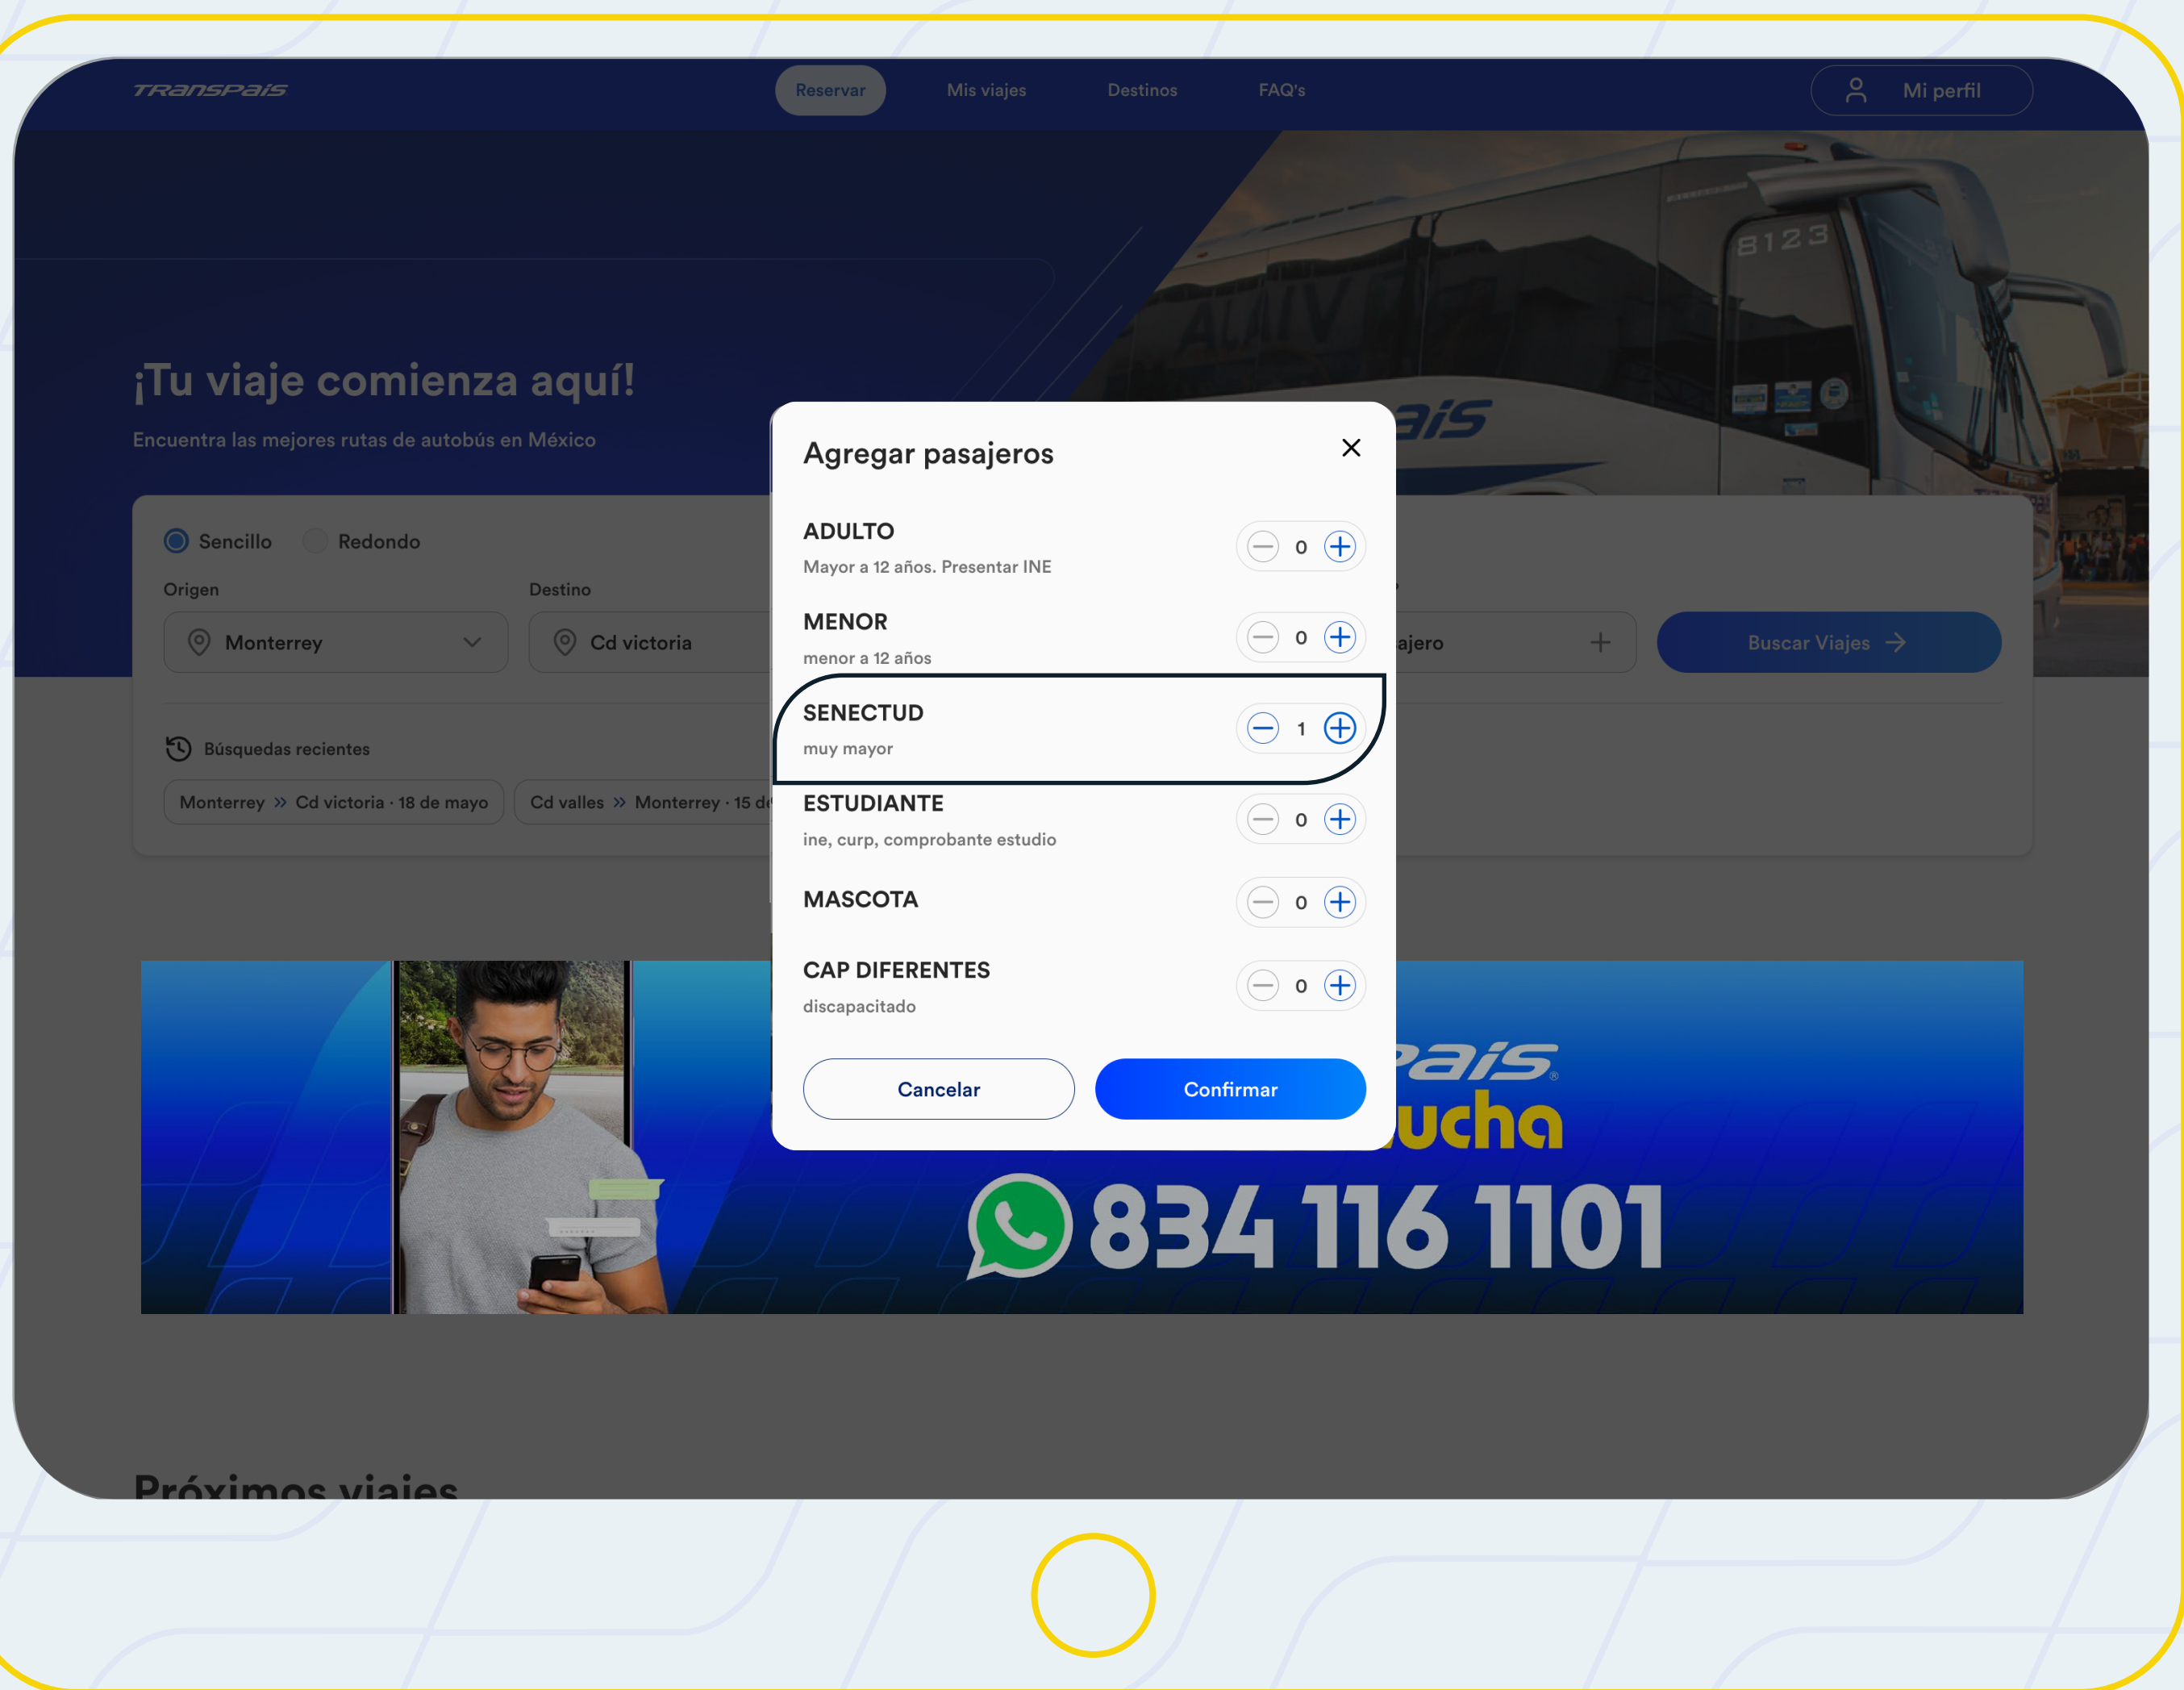 TRANSPAÍS
Reservar
Mis viajes
Destinos
FAQ's
Mi perfil
8123
¡Tu viaje comienza aquí!
Encuentra las mejores rutas de autobús en México
aís
Sencillo
Redondo
Origen
Destino
Monterrey
Cd victoria
ajero
Buscar Viajes
Búsquedas recientes
Monterrey » Cd victoria · 18 de mayo
Cd valles » Monterrey · 15 de
Agregar pasajeros
ADULTO
Mayor a 12 años. Presentar INE
0
MENOR
menor a 12 años
0
SENECTUD
muy mayor
1
ESTUDIANTE
ine, curp, comprobante estudio
0
MASCOTA
0
CAP DIFERENTES
discapacitado
0
Cancelar
Confirmar
país®
ucha
834 116 1101
Próximos viajes